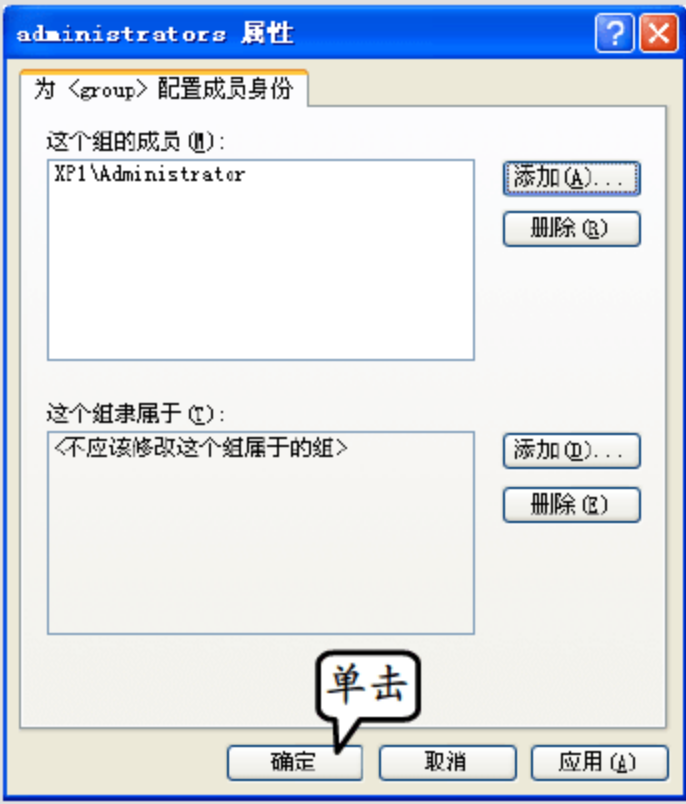 administrators 属性
为 <group> 配置成员身份
这个组的成员(M):
XP1\Administrator
添加(A)...
删除(R)
这个组隶属于(T):
<不应该修改这个组属于的组>
添加(D)...
删除(E)
单击
确定
取消
应用(A)